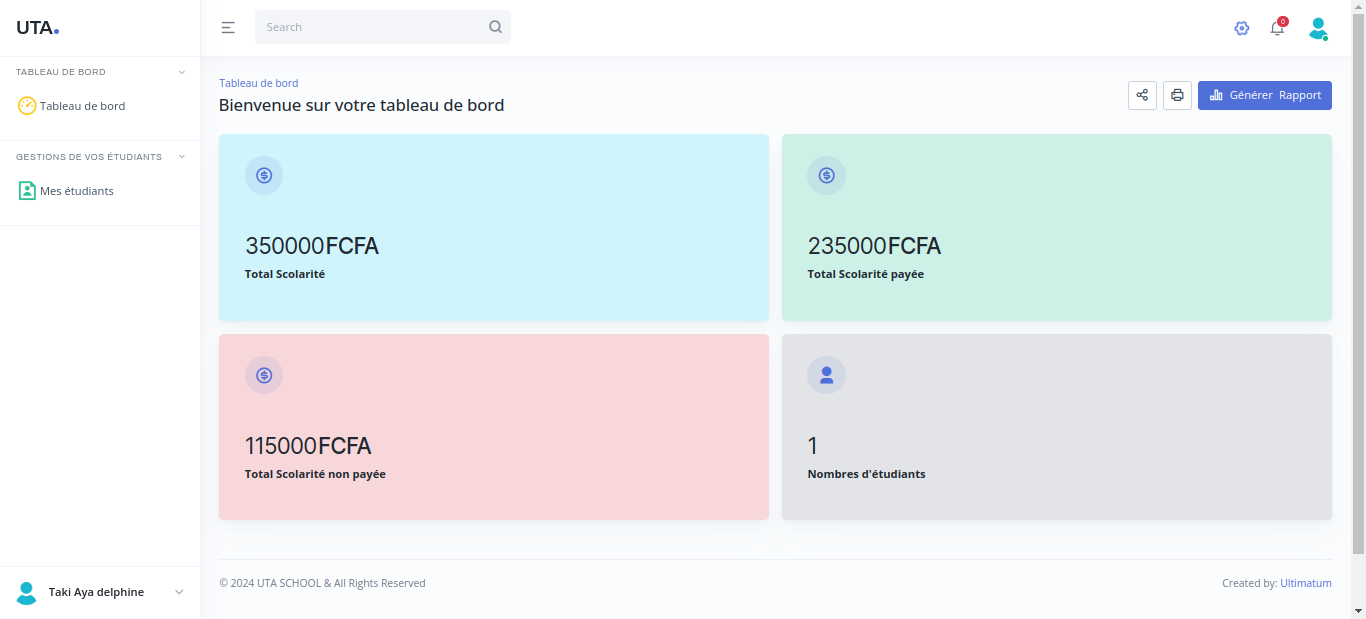 UTA.
Search
0
TABLEAU DE BORD
Tableau de bord
GESTIONS DE VOS ÉTUDIANTS
Mes étudiants
Tableau de bord
Bienvenue sur votre tableau de bord
Générer Rapport
350000FCFA
Total Scolarité
235000FCFA
Total Scolarité payée
115000FCFA
Total Scolarité non payée
1
Nombres d'étudiants
© 2024 UTA SCHOOL & All Rights Reserved
Created by: Ultimatum
Taki Aya delphine